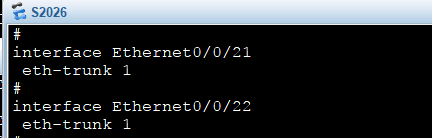 S2026
#
interface Ethernet0/0/21
 eth-trunk 1
#
interface Ethernet0/0/22
 eth-trunk 1